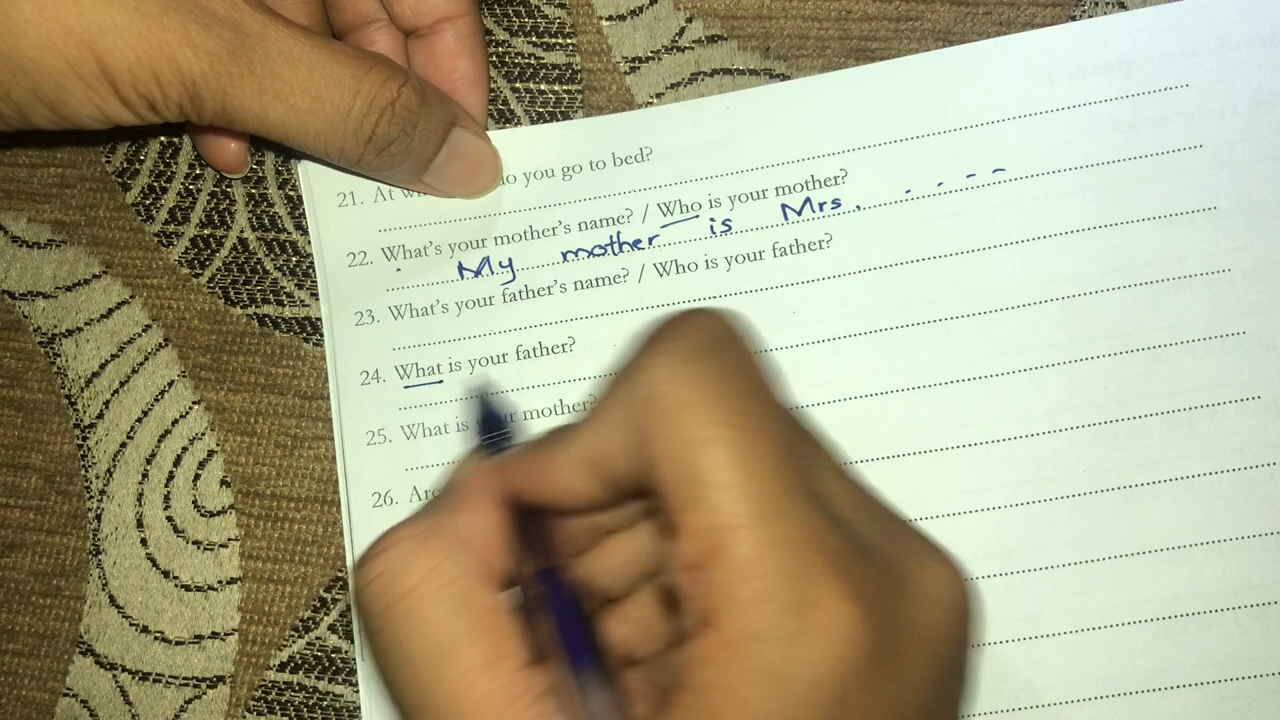 21. At do you go to bed?
22. What's your mother's name? / Who is your mother?
My mother is Mrs. . . . .
23. What's your father's name? / Who is your father?
24. What is your father?
25. What is your mother?
26. Are